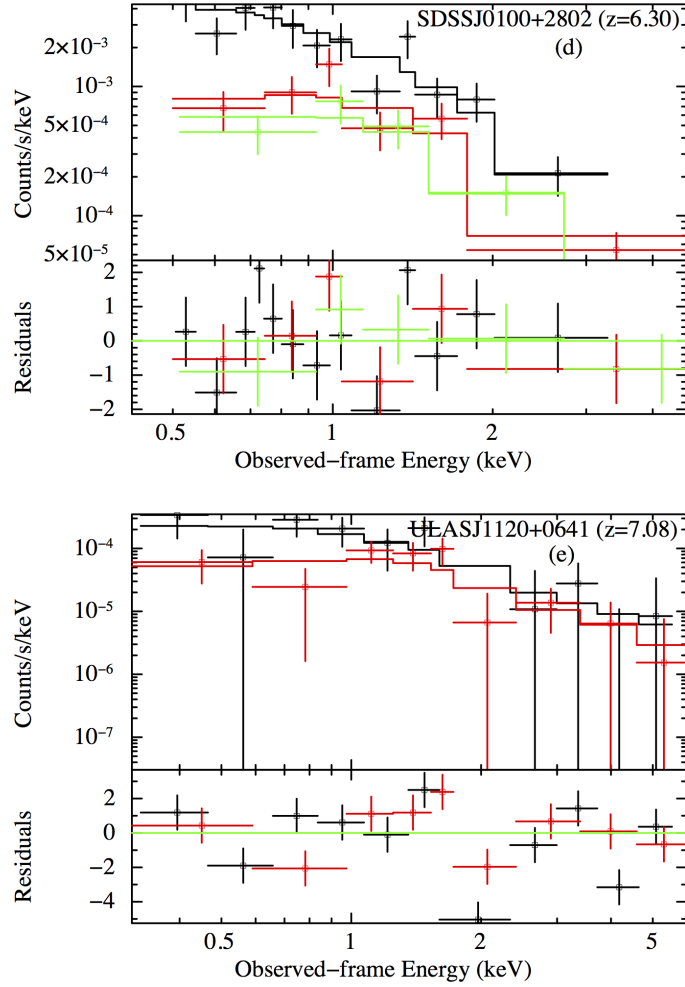 SDSSJ0100+2802 (z=6.30)
(d)
2×10⁻³
10⁻³
5×10⁻⁴
2×10⁻⁴
10⁻⁴
5×10⁻⁵
Counts/s/keV
2
1
0
−1
−2
Residuals
0.5 1 2
Observed−frame Energy (keV)
ULASJ1120+0641 (z=7.08)
(e)
10⁻⁴
10⁻⁵
10⁻⁶
10⁻⁷
Counts/s/keV
2
0
−2
−4
Residuals
0.5 1 2 5
Observed−frame Energy (keV)